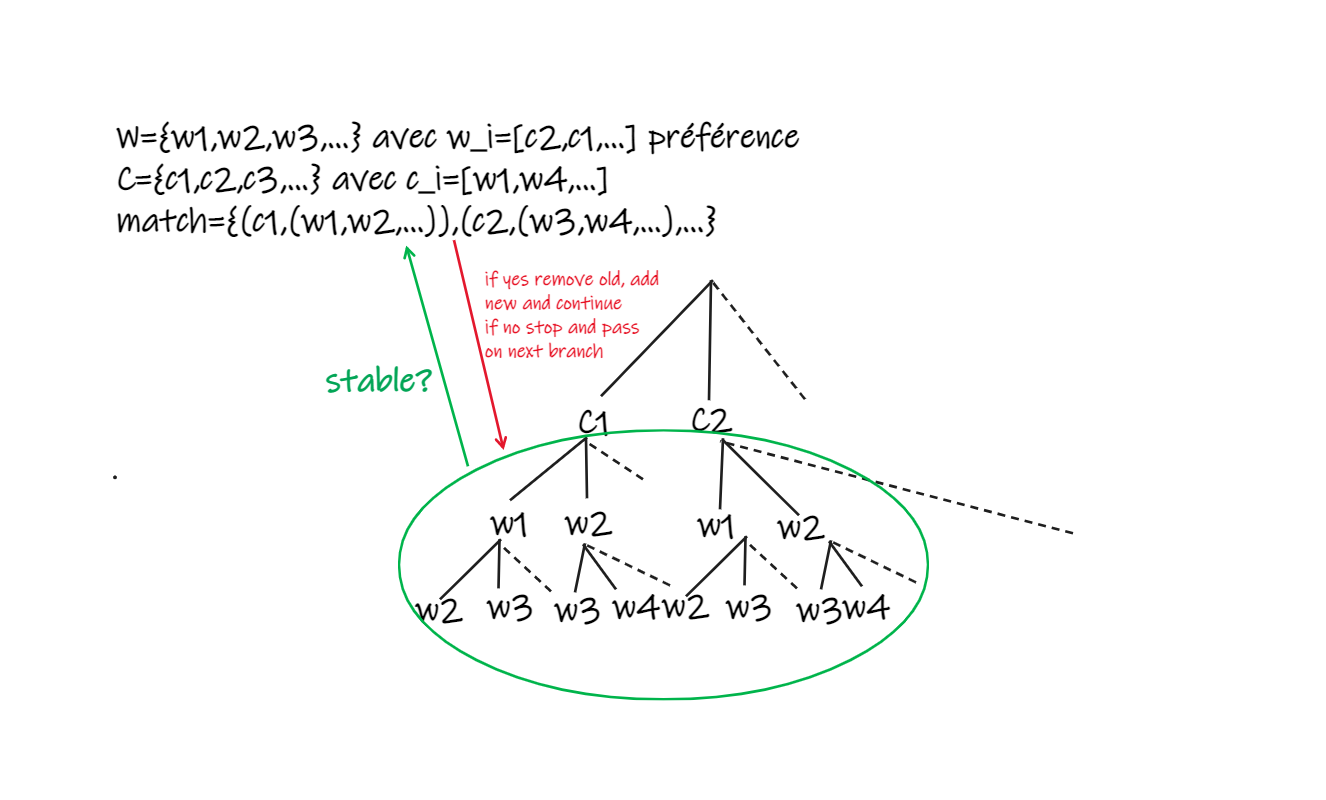 W={w1,w2,w3,...} avec w_i=[c2,c1,...] préférence
C={c1,c2,c3,...} avec c_i=[w1,w4,...]
match={(c1,(w1,w2,...)),(c2,(w3,w4,...),...}
if yes remove old, add
new and continue
if no stop and pass
on next branch
stable?
C1 C2
w1 w2 w1 w2
w2 w3 w3 w4 w2 w3 w3 w4